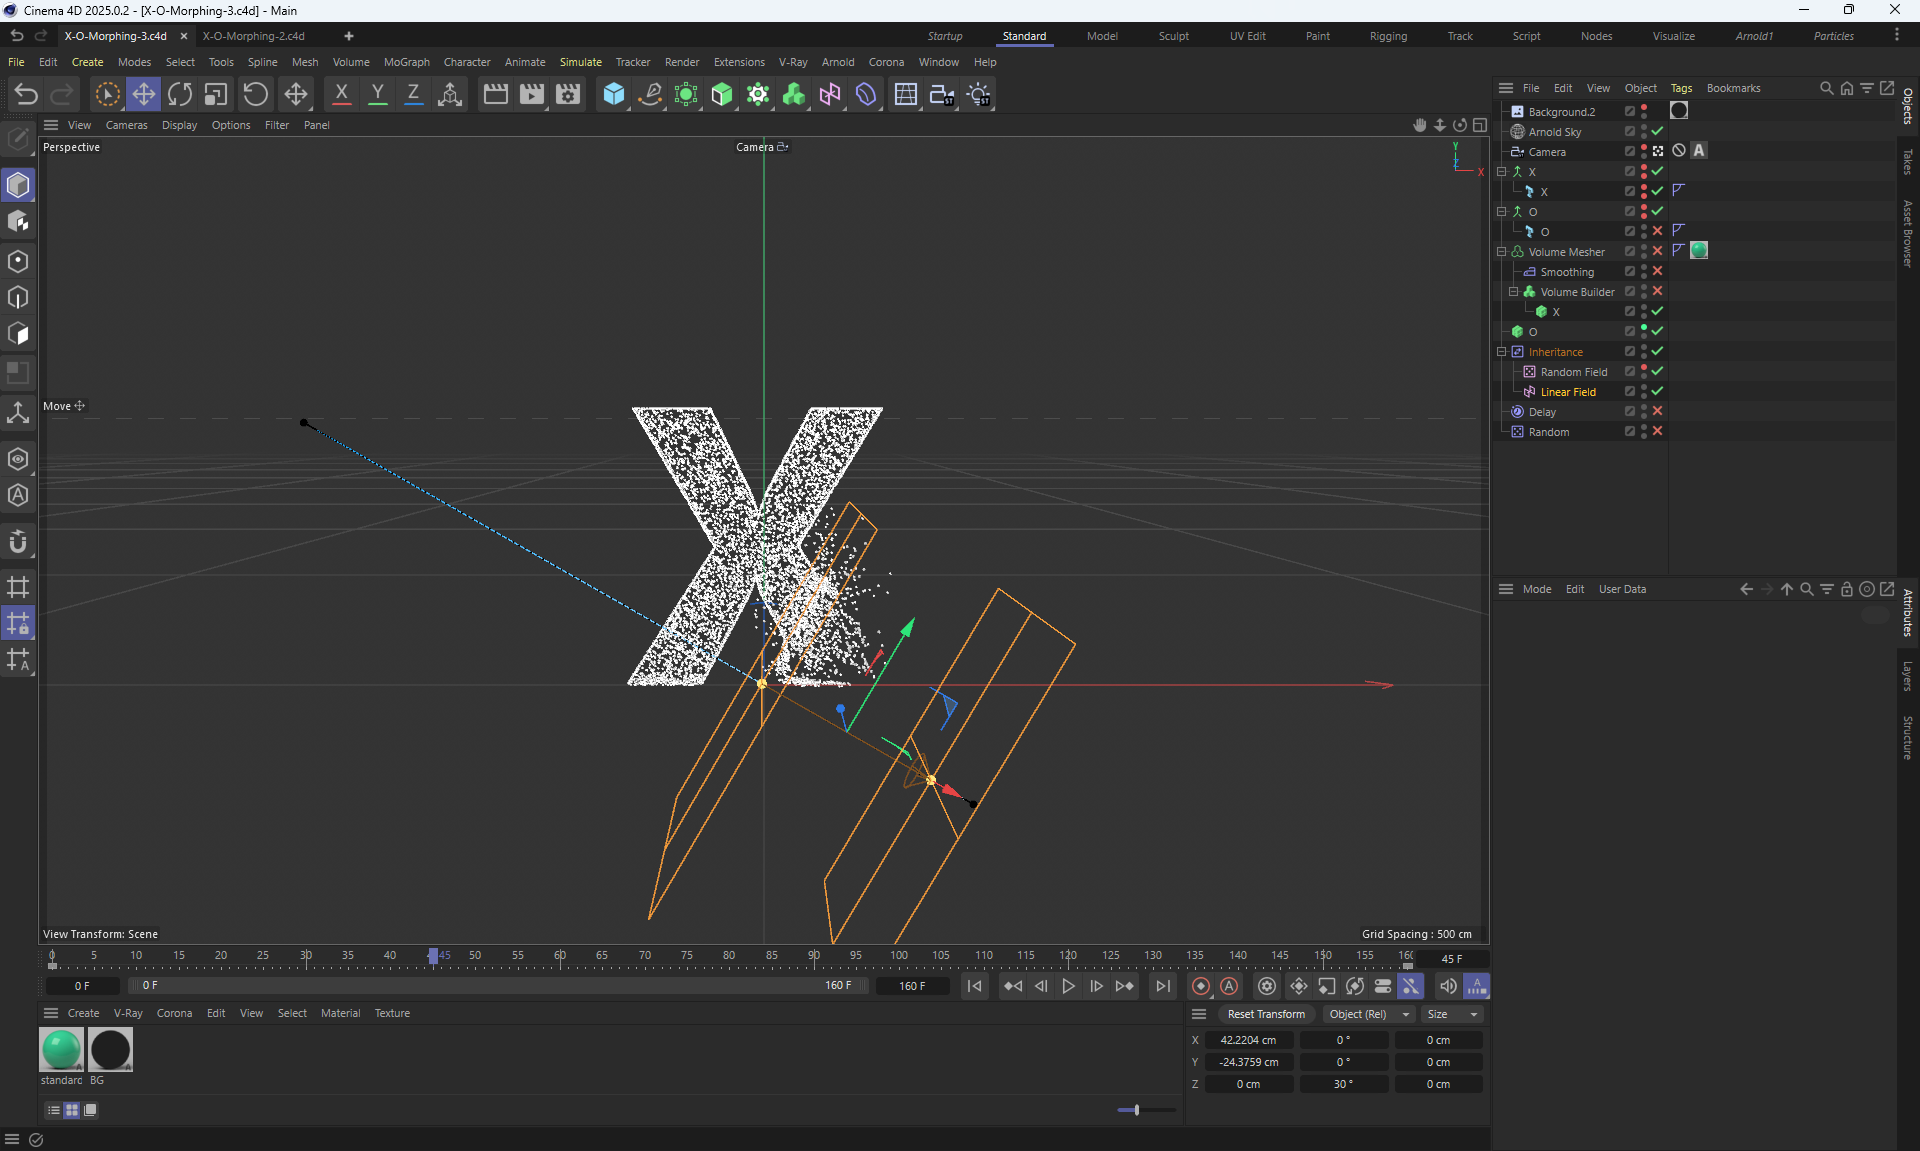 Cinema 4D 2025.0.2 - [X-O-Morphing-3.c4d] - Main
X-O-Morphing-3.c4d × X-O-Morphing-2.c4d +
Startup Standard Model Sculpt UV Edit Paint Rigging Track Script Nodes Visualize Arnold1 Particles
File Edit Create Modes Select Tools Spline Mesh Volume MoGraph Character Animate Simulate Tracker Render Extensions V-Ray Arnold Corona Window Help
X Y Z
View Cameras Display Options Filter Panel
Perspective
Camera
Y
Z
X
Move
View Transform: Scene
Grid Spacing : 500 cm
File Edit View Object Tags Bookmarks
Background.2
Arnold Sky
Camera
X
X
O
O
Volume Mesher
Smoothing
Volume Builder
X
O
Inheritance
Random Field
Linear Field
Delay
Random
Objects
Takes
Asset Browser
Mode Edit User Data
Attributes
Layers
Structure
0 5 10 15 20 25 30 35 40 45 50 55 60 65 70 75 80 85 90 95 100 105 110 115 120 125 130 135 140 145 150 155 160
45 F
0 F 0 F 160 F 160 F
Create V-Ray Corona Edit View Select Material Texture
standard BG
Reset Transform Object (Rel) Size
X 42.2204 cm 0 ° 0 cm
Y -24.3759 cm 0 ° 0 cm
Z 0 cm 30 ° 0 cm